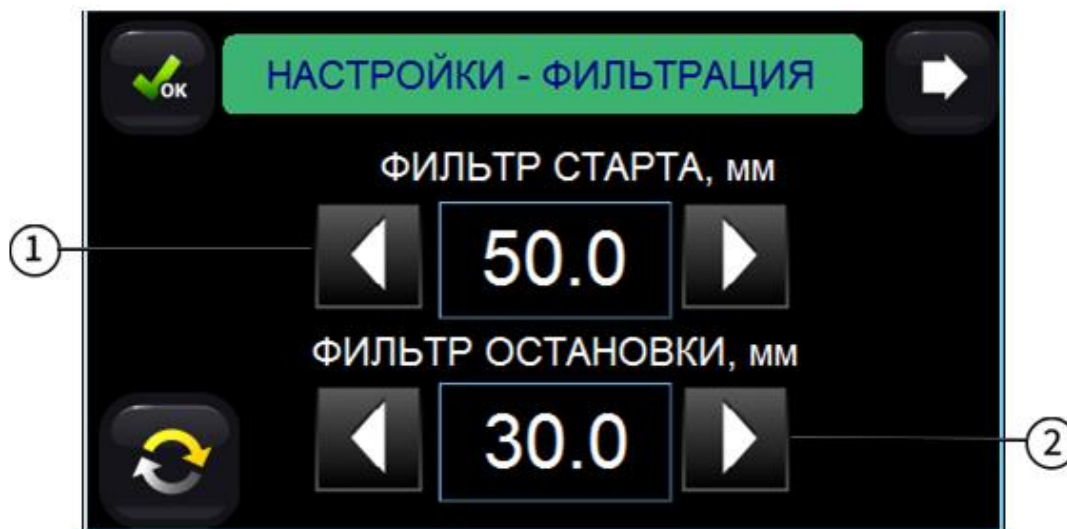 OK
НАСТРОЙКИ - ФИЛЬТРАЦИЯ
ФИЛЬТР СТАРТА, мм
1
50.0
ФИЛЬТР ОСТАНОВКИ, мм
30.0
2